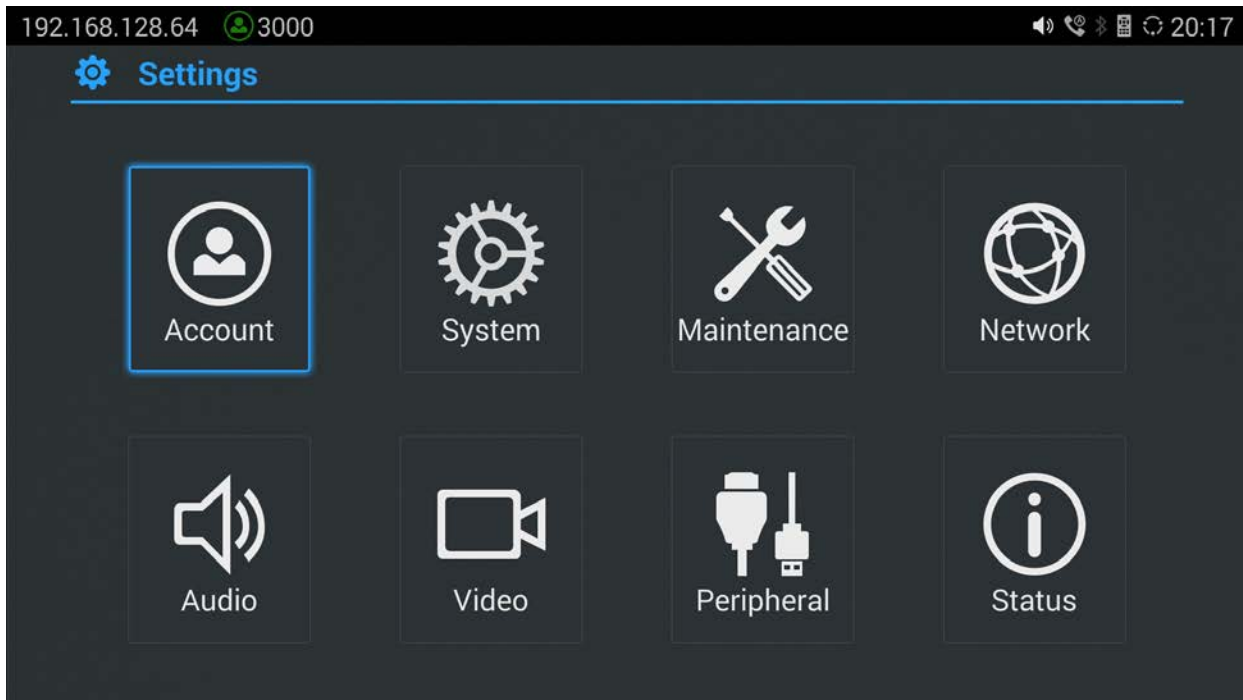 192.168.128.64 3000 20:17
Settings
Account System Maintenance Network
Audio Video Peripheral Status